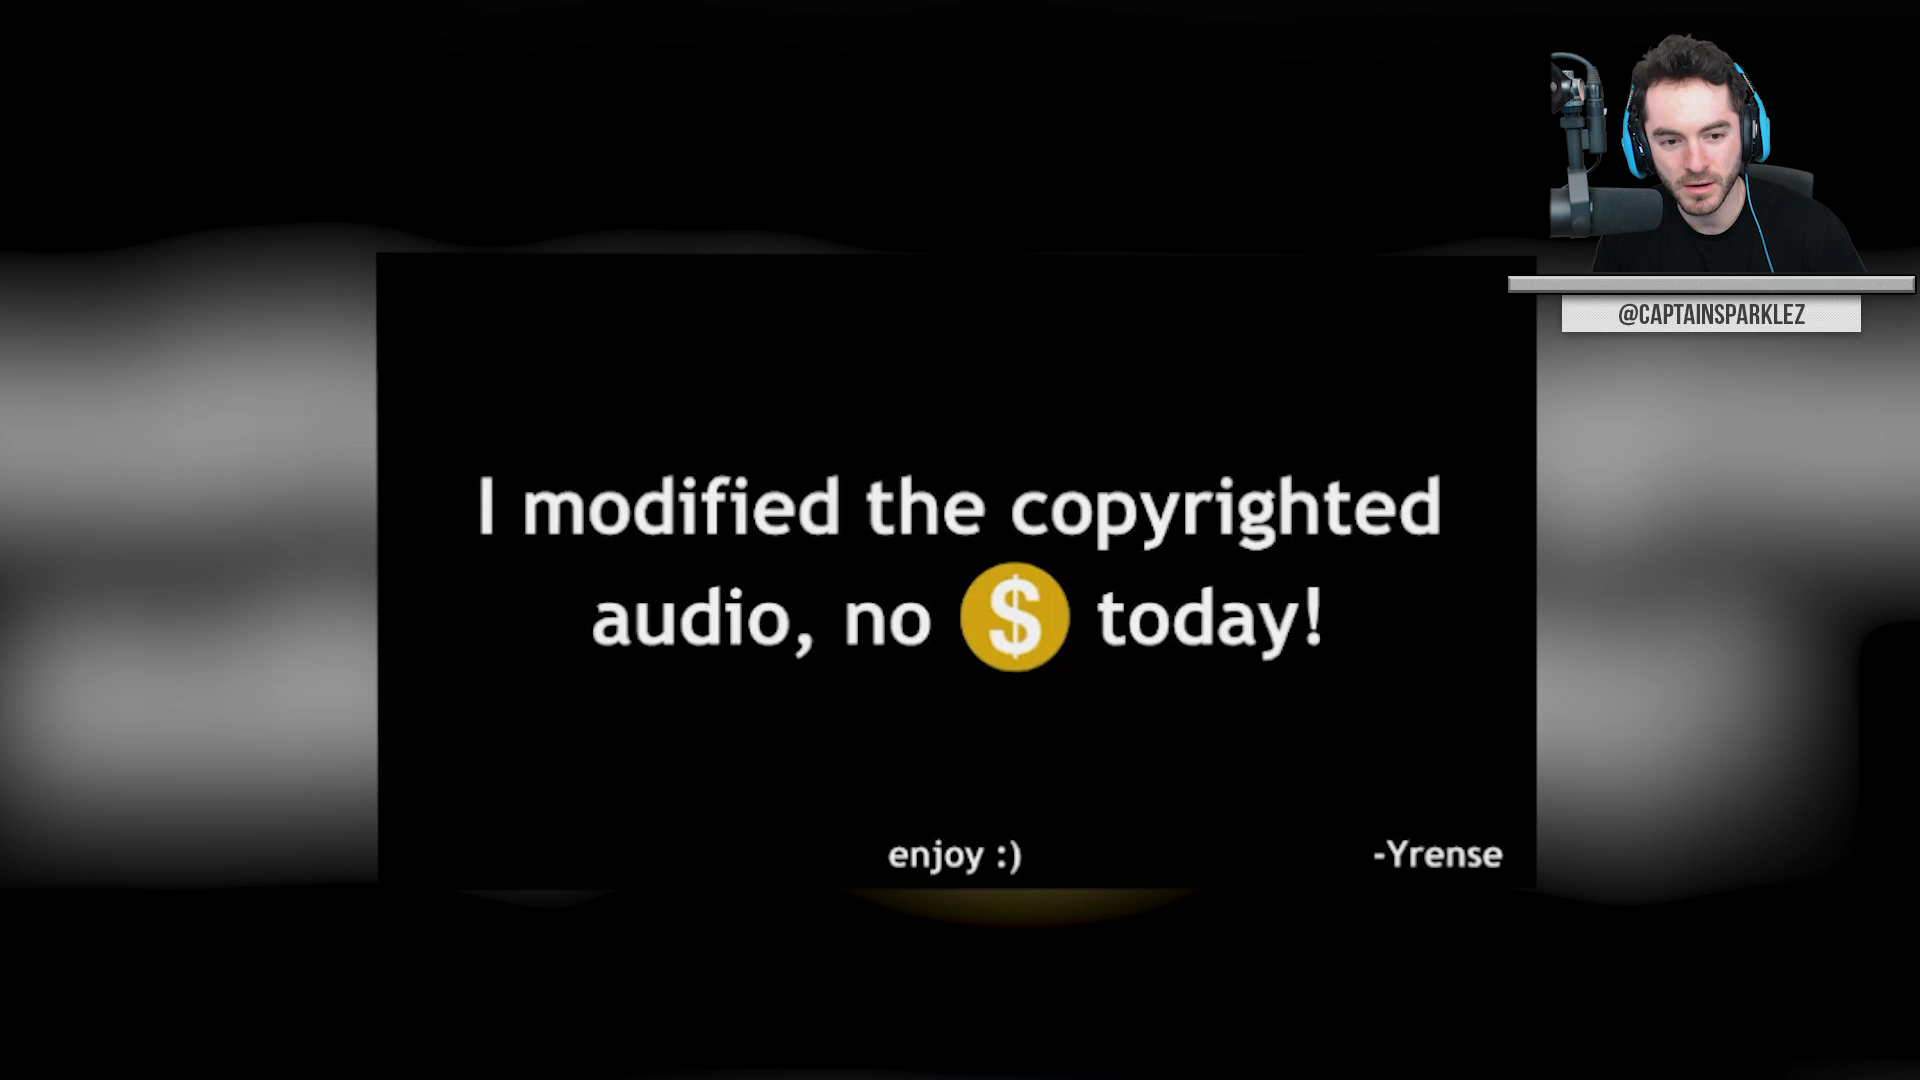 @CAPTAINSPARKLEZ
I modified the copyrighted
audio, no $ today!
enjoy :)
-Yrense